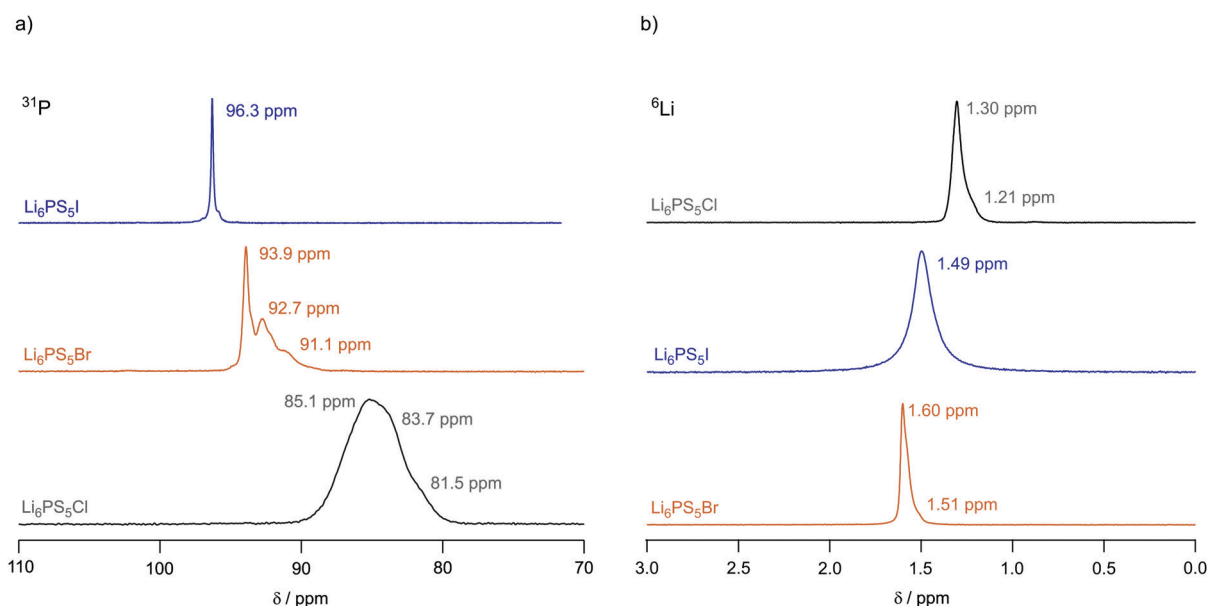 a)
³¹P
96.3 ppm
Li₆PS₅I
93.9 ppm
92.7 ppm
91.1 ppm
Li₆PS₅Br
85.1 ppm
83.7 ppm
81.5 ppm
Li₆PS₅Cl
110 100 90 80 70
δ / ppm
b)
⁶Li
1.30 ppm
1.21 ppm
Li₆PS₅Cl
1.49 ppm
Li₆PS₅I
1.60 ppm
1.51 ppm
Li₆PS₅Br
3.0 2.5 2.0 1.5 1.0 0.5 0.0
δ / ppm